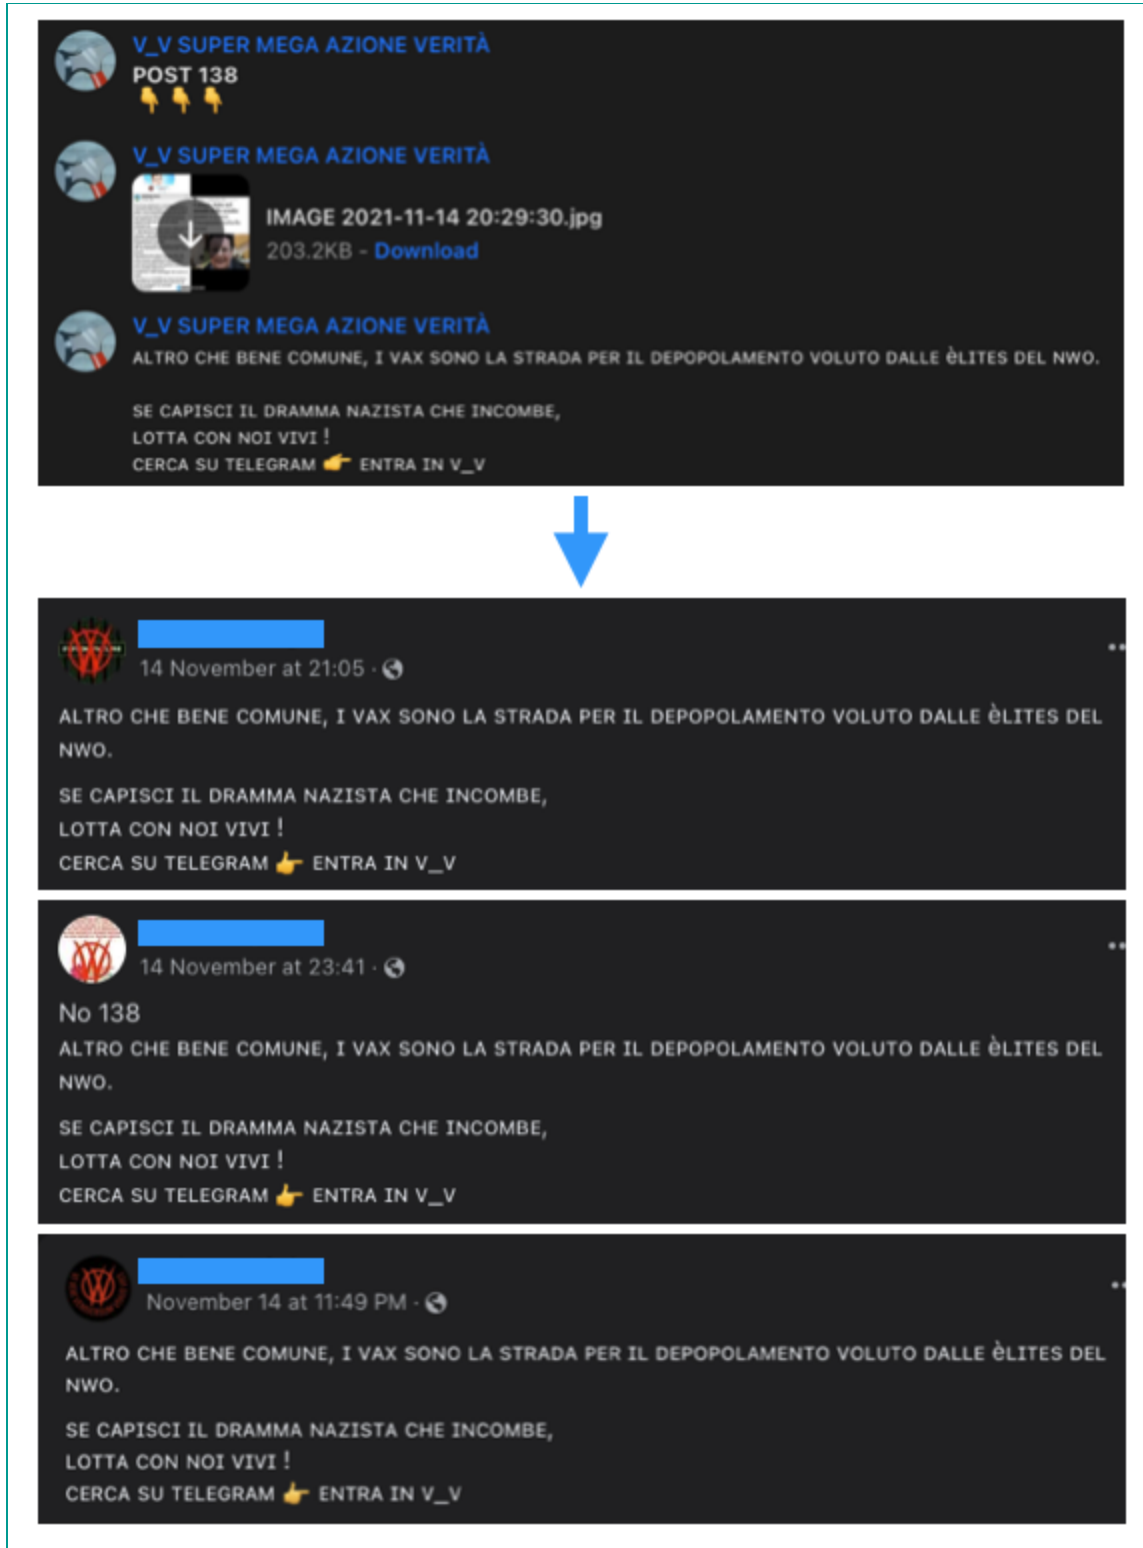 V_V SUPER MEGA AZIONE VERITÀ
POST 138
👇👇👇
V_V SUPER MEGA AZIONE VERITÀ
IMAGE 2021-11-14 20:29:30.jpg
203.2KB - Download
V_V SUPER MEGA AZIONE VERITÀ
ALTRO CHE BENE COMUNE, I VAX SONO LA STRADA PER IL DEPOPOLAMENTO VOLUTO DALLE èLITES DEL NWO.
SE CAPISCI IL DRAMMA NAZISTA CHE INCOMBE,
LOTTA CON NOI VIVI !
CERCA SU TELEGRAM 👉 ENTRA IN V_V
14 November at 21:05 ·
ALTRO CHE BENE COMUNE, I VAX SONO LA STRADA PER IL DEPOPOLAMENTO VOLUTO DALLE èLITES DEL
NWO.
SE CAPISCI IL DRAMMA NAZISTA CHE INCOMBE,
LOTTA CON NOI VIVI !
CERCA SU TELEGRAM 👉 ENTRA IN V_V
14 November at 23:41 ·
No 138
ALTRO CHE BENE COMUNE, I VAX SONO LA STRADA PER IL DEPOPOLAMENTO VOLUTO DALLE èLITES DEL
NWO.
SE CAPISCI IL DRAMMA NAZISTA CHE INCOMBE,
LOTTA CON NOI VIVI !
CERCA SU TELEGRAM 👉 ENTRA IN V_V
November 14 at 11:49 PM ·
ALTRO CHE BENE COMUNE, I VAX SONO LA STRADA PER IL DEPOPOLAMENTO VOLUTO DALLE èLITES DEL
NWO.
SE CAPISCI IL DRAMMA NAZISTA CHE INCOMBE,
LOTTA CON NOI VIVI !
CERCA SU TELEGRAM 👉 ENTRA IN V_V